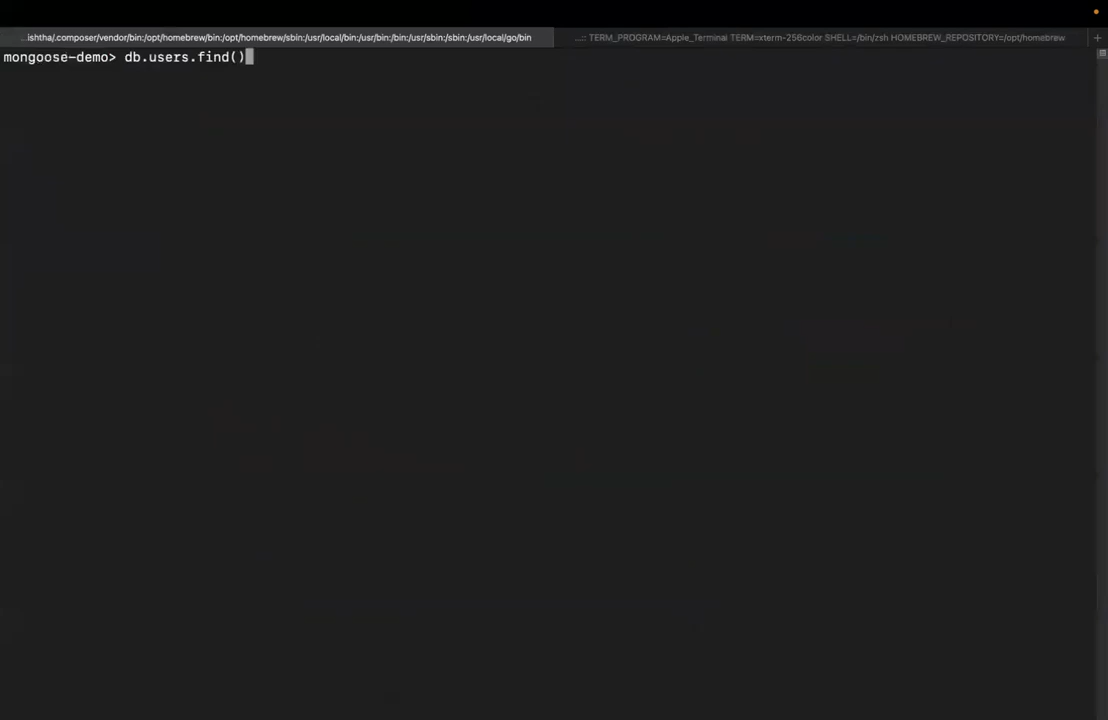 ...ishtha/.composer/vendor/bin:/opt/homebrew/bin:/opt/homebrew/sbin:/usr/local/bin:/usr/bin:/bin:/usr/sbin:/sbin:/usr/local/go/bin
...:: TERM_PROGRAM=Apple_Terminal TERM=xterm-256color SHELL=/bin/zsh HOMEBREW_REPOSITORY=/opt/homebrew
mongoose-demo> db.users.find()